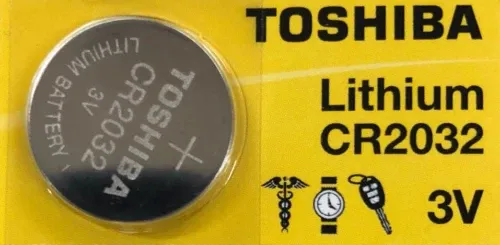 TOSHIBA
CR2032
3V
LITHIUM BATTERY
+
TOSHIBA
Lithium
CR2032
3V